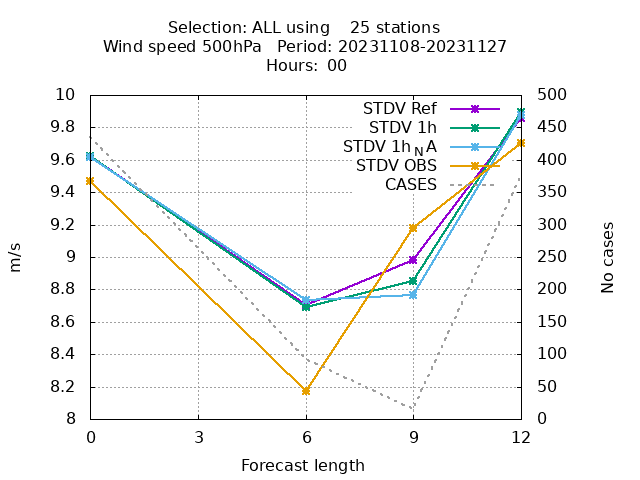 Selection: ALL using 25 stations
Wind speed 500hPa Period: 20231108-20231127
Hours: 00
10 500
STDV Ref
9.8 450
STDV 1h
STDV 1h_NA
9.6 400
STDV OBS
CASES
9.4 350
9.2 300
9 250
m/s
No cases
8.8 200
8.6 150
8.4 100
8.2 50
8 0
0 3 6 9 12
Forecast length